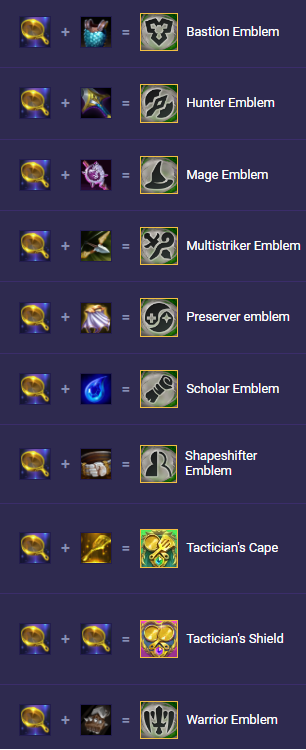 + = Bastion Emblem
+ = Hunter Emblem
+ = Mage Emblem
+ = Multistriker Emblem
+ = Preserver emblem
+ = Scholar Emblem
+ = Shapeshifter
Emblem
+ = Tactician's Cape
+ = Tactician's Shield
+ = Warrior Emblem